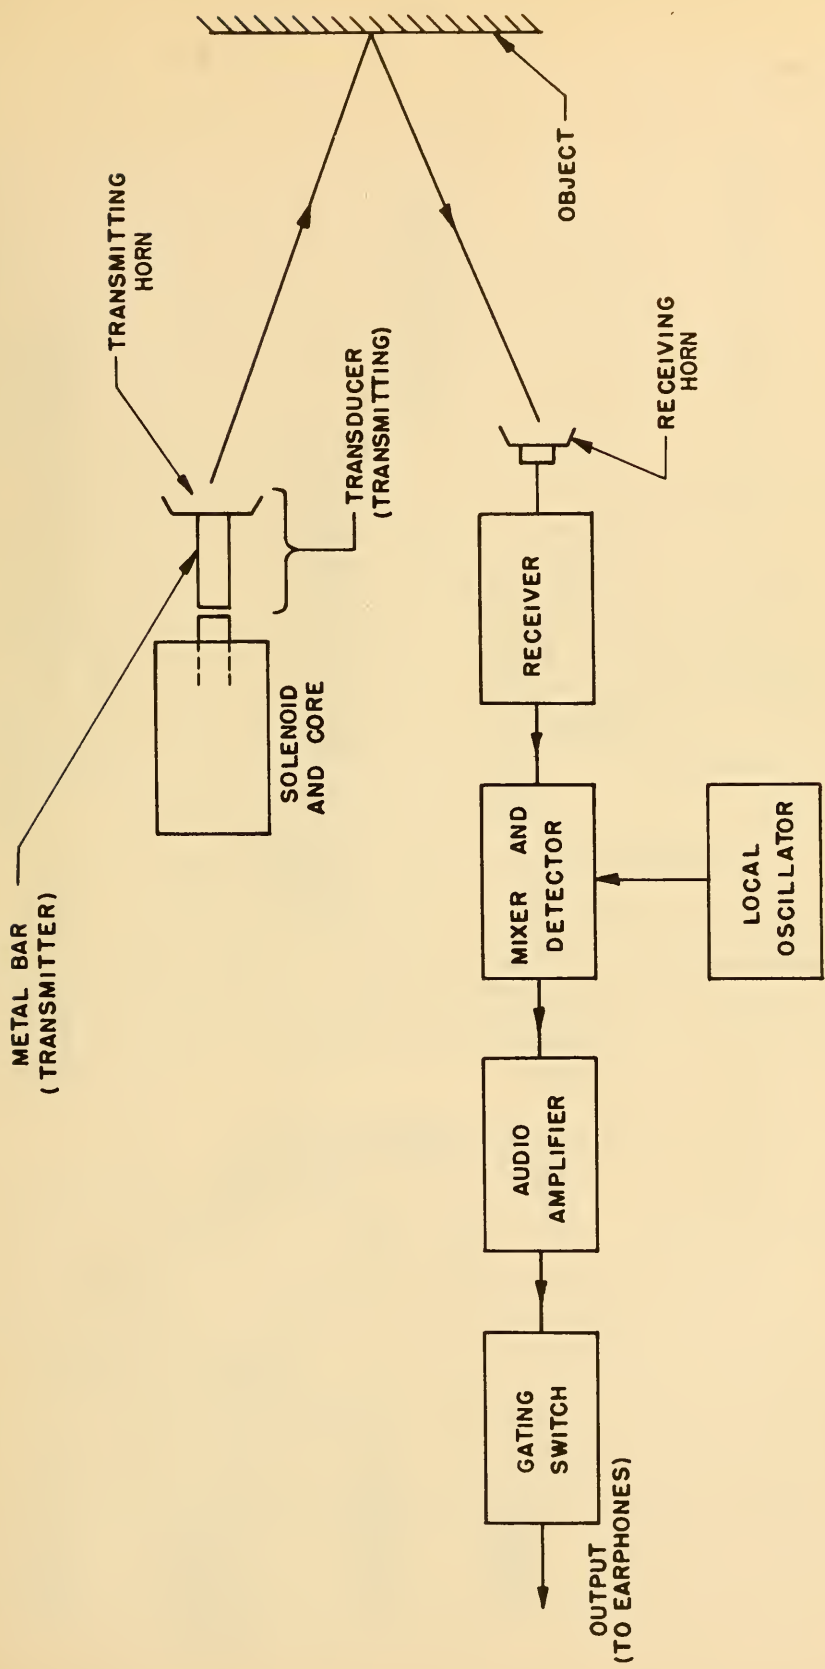 METAL BAR
(TRANSMITTER)
TRANSMITTING
HORN
SOLENOID
AND CORE
TRANSDUCER
(TRANSMITTING)
OBJECT
RECEIVING
HORN
RECEIVER
MIXER AND
DETECTOR
LOCAL
OSCILLATOR
AUDIO
AMPLIFIER
GATING
SWITCH
OUTPUT
(TO EARPHONES)